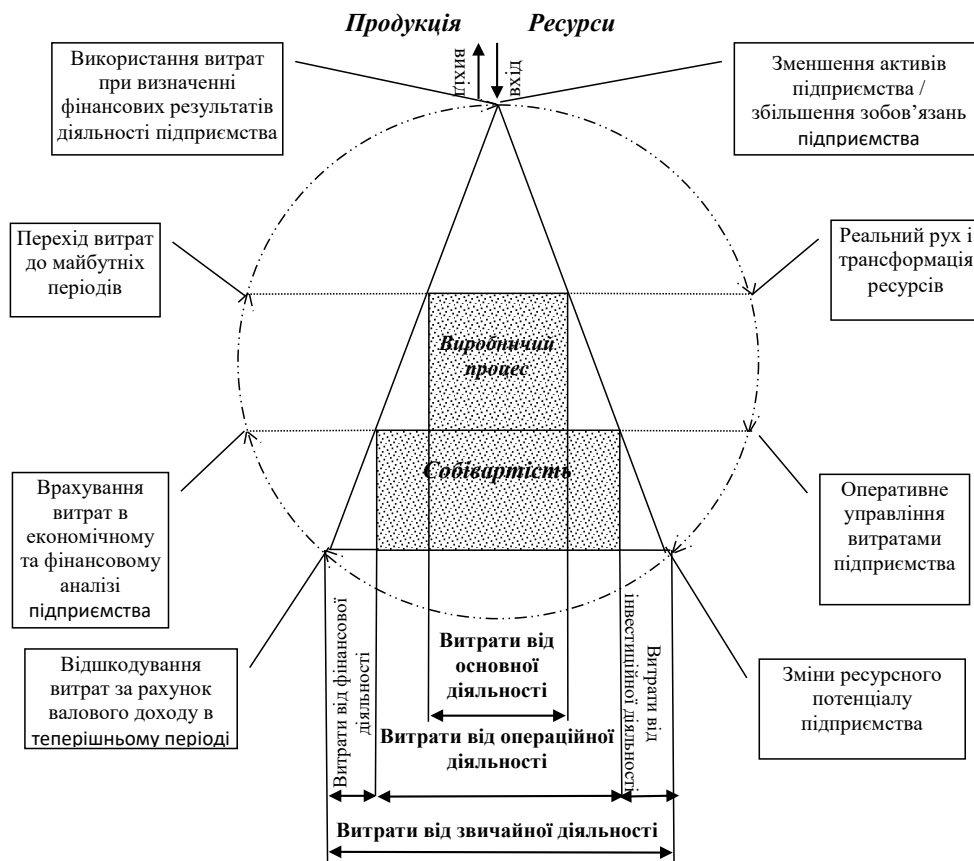 Продукція
Ресурси
вихід
вхід
Використання витрат
при визначенні
фінансових результатів
діяльності підприємства
Зменшення активів
підприємства /
збільшення зобов’язань
підприємства
Перехід витрат
до майбутніх
періодів
Реальний рух і
трансформація
ресурсів
Виробничий
процес
Собівартість
Врахування
витрат в
економічному
та фінансовому
аналізі
підприємства
Оперативне
управління
витратами
підприємства
Відшкодування
витрат за рахунок
валового доходу в
теперішньому періоді
Зміни ресурсного
потенціалу
підприємства
Витрати від фінансової
діяльності
Витрати від
основної
діяльності
Витрати від
інвестиційної діяльності
Витрати від операційної
діяльності
Витрати від звичайної діяльності